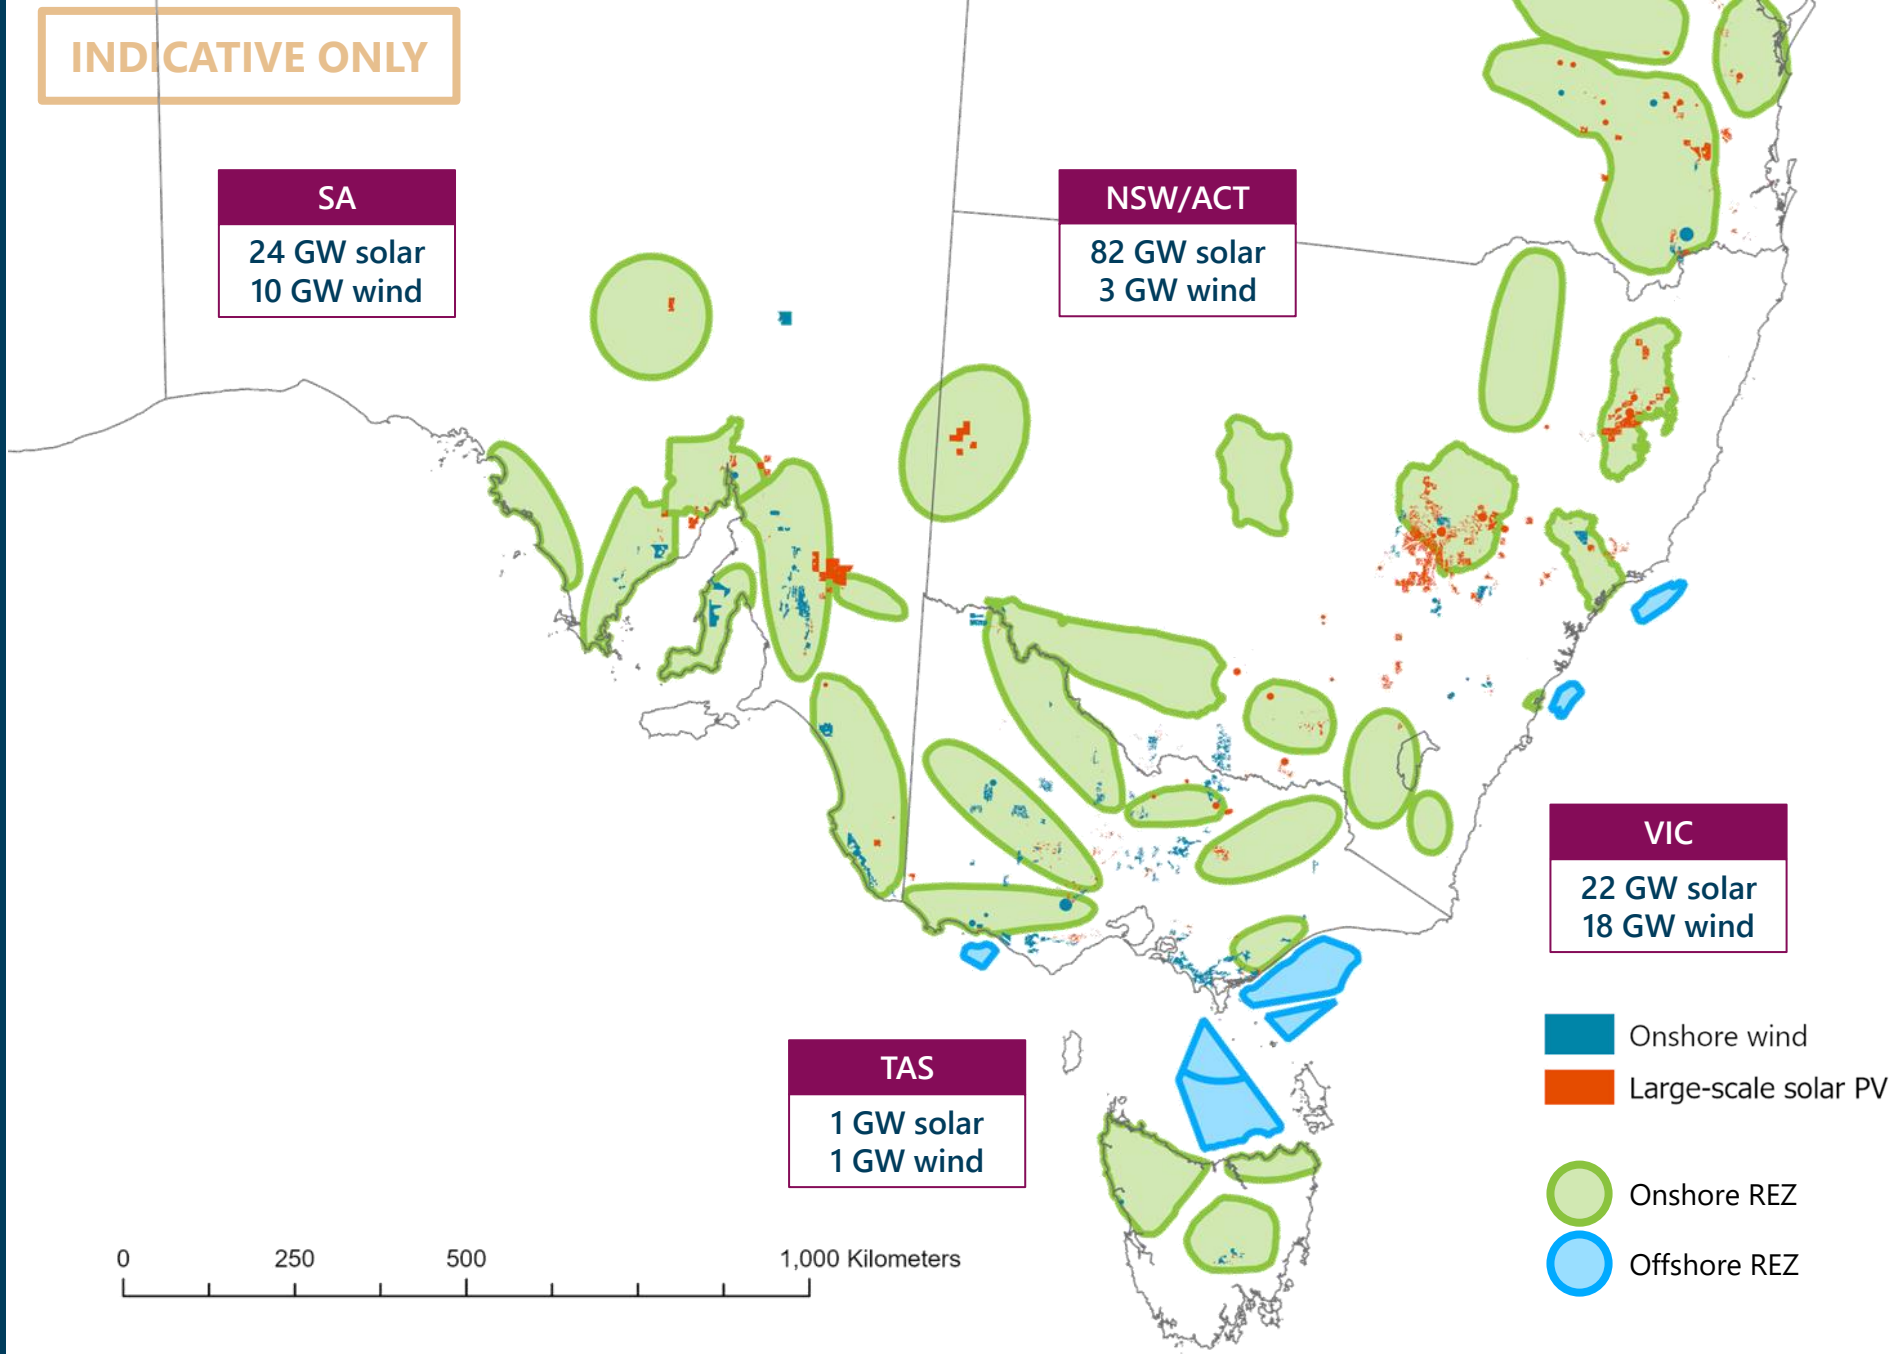 INDICATIVE ONLY
SA
24 GW solar
10 GW wind
NSW/ACT
82 GW solar
3 GW wind
VIC
22 GW solar
18 GW wind
TAS
1 GW solar
1 GW wind
Onshore wind
Large-scale solar PV
Onshore REZ
Offshore REZ
0 250 500 1,000 Kilometers